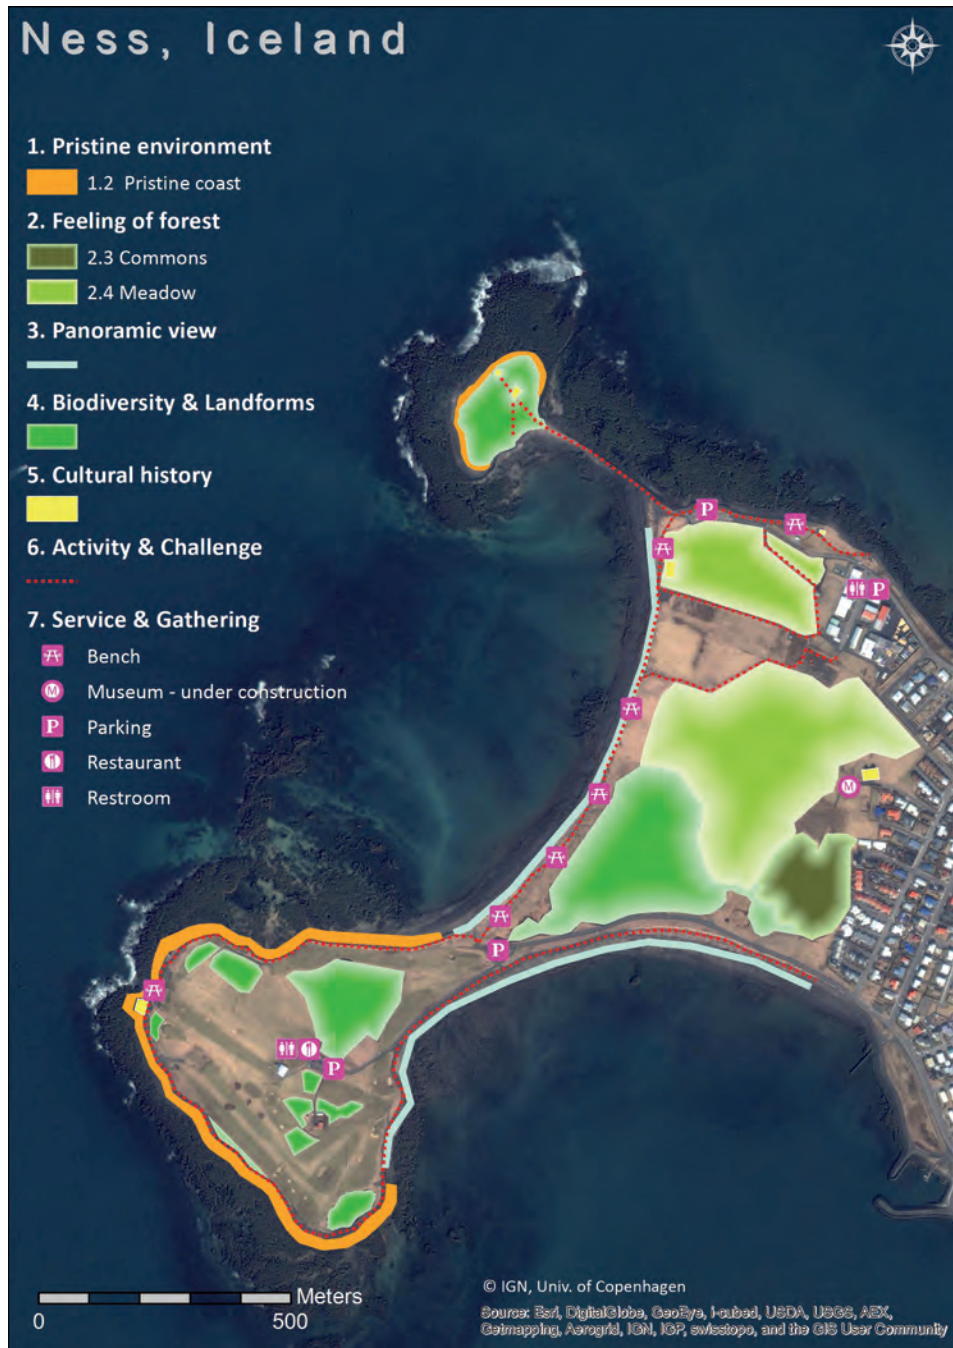 Ness, Iceland
1. Pristine environment
1.2 Pristine coast
2. Feeling of forest
2.3 Commons
2.4 Meadow
3. Panoramic view
4. Biodiversity & Landforms
5. Cultural history
6. Activity & Challenge
7. Service & Gathering
Bench
M
Museum - under construction
P
Parking
Restaurant
Restroom
P
P
M
P
P
Meters
0 500
© IGN, Univ. of Copenhagen
Source: Esri, DigitalGlobe, GeoEye, i-cubed, USDA, USGS, AEX,
Getmapping, Aerogrid, IGN, IGP, swisstopo, and the GIS User Community